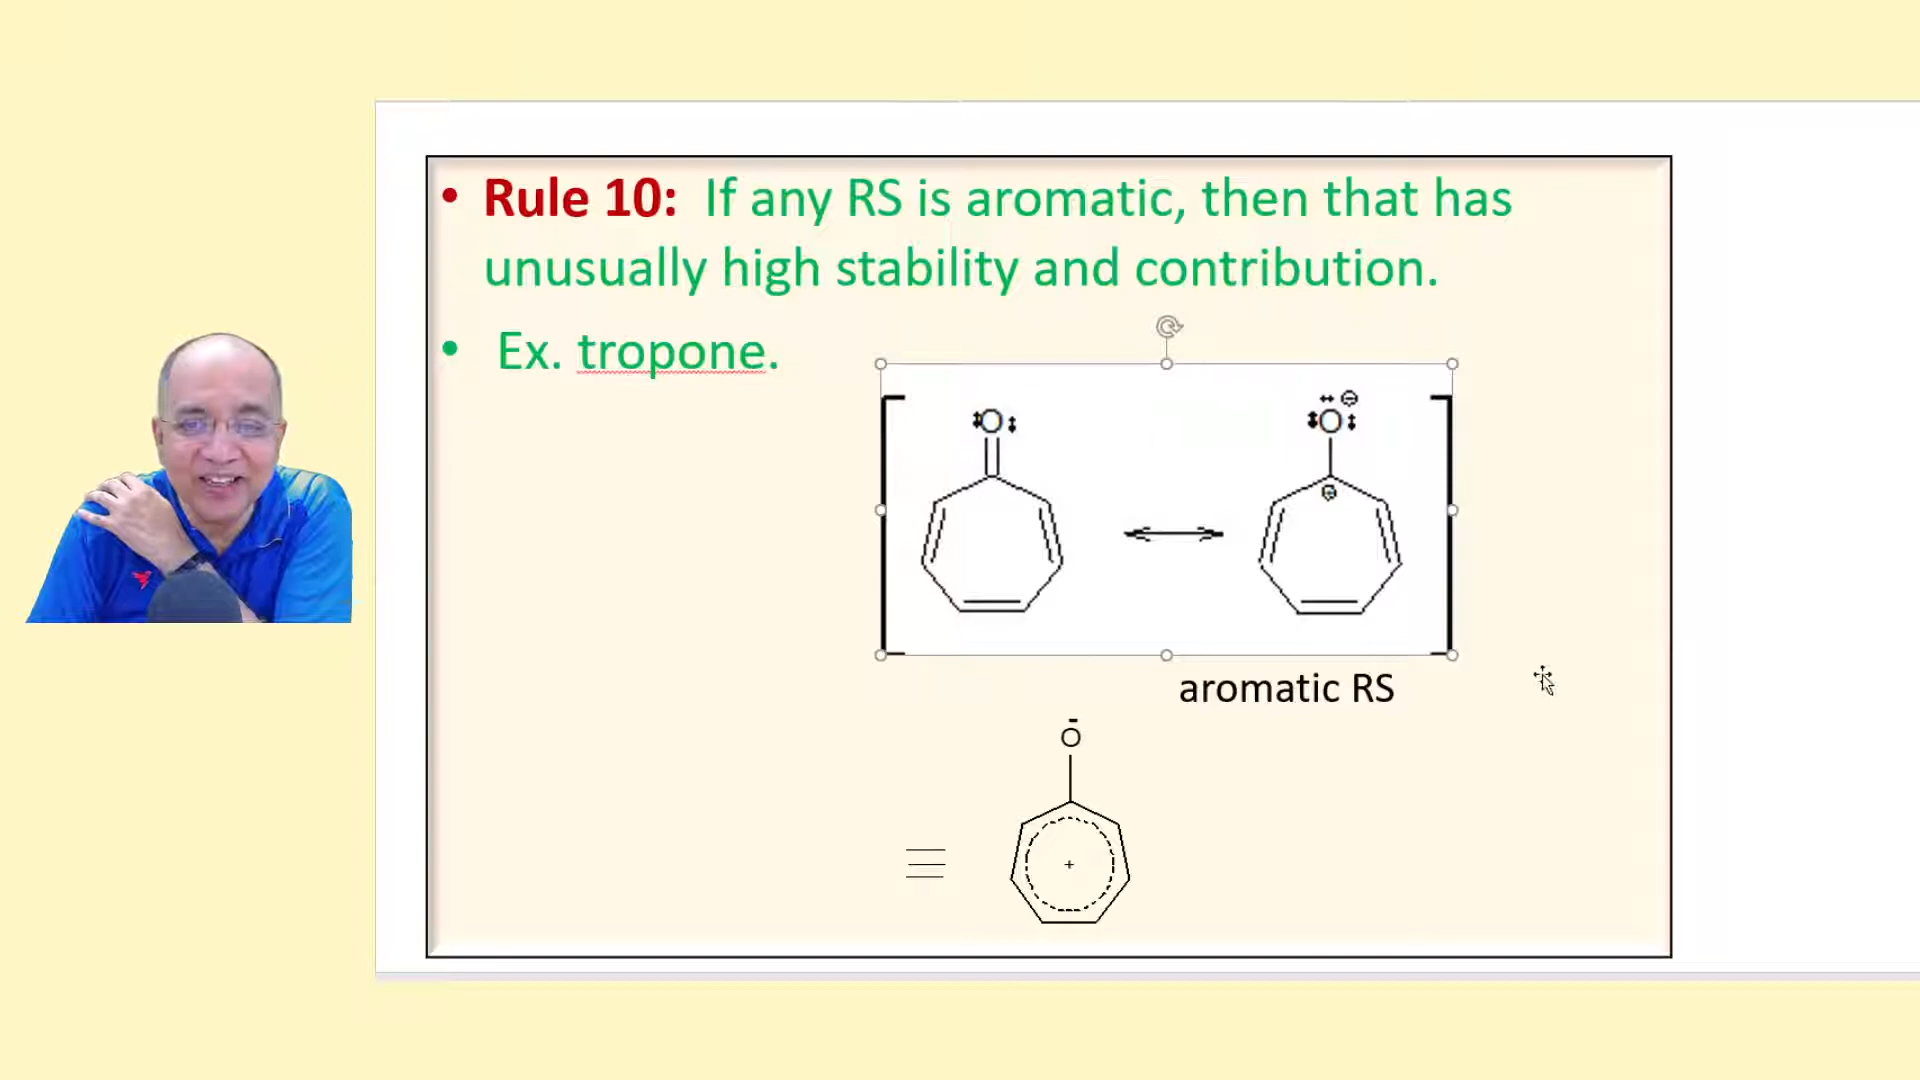 • Rule 10: If any RS is aromatic, then that has
unusually high stability and contribution.
• Ex. tropone.
O
O
aromatic RS
O
+